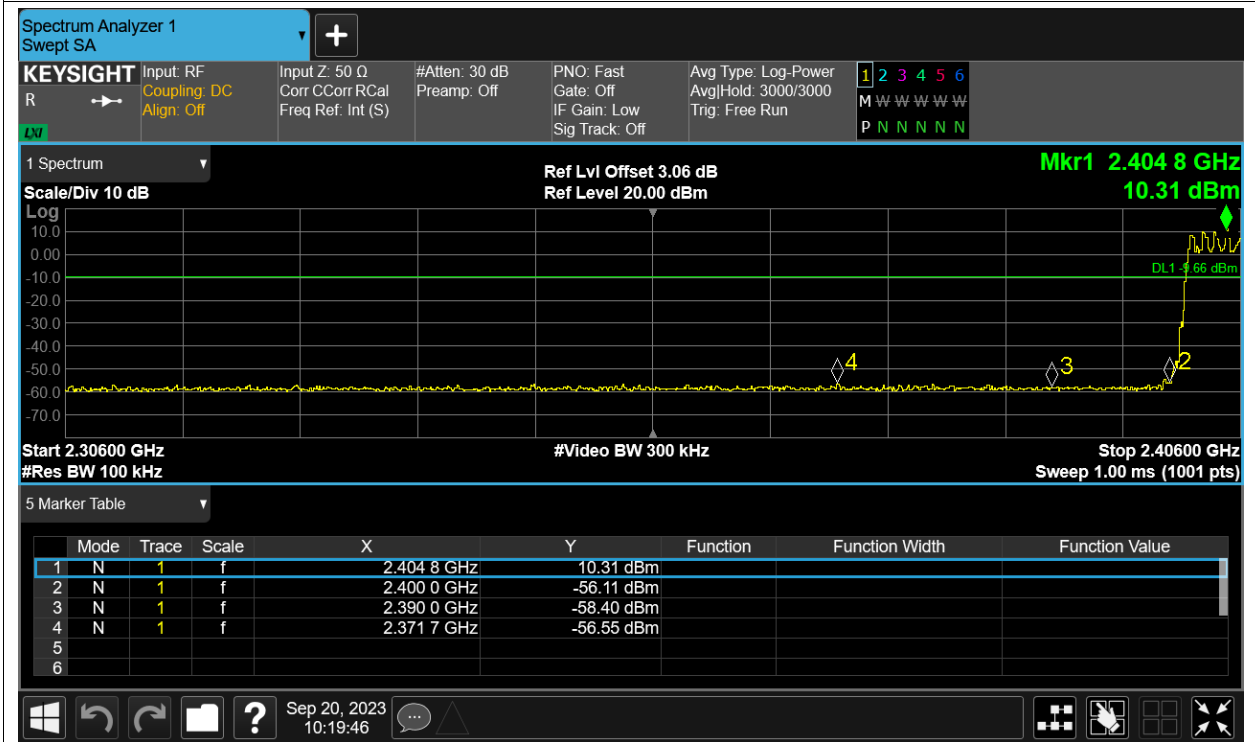 Spectrum Analyzer 1
Swept SA
+
KEYSIGHT
R
LXI
Input: RF
Coupling: DC
Align: Off
Input Z: 50 Ω
Corr CCorr RCal
Freq Ref: Int (S)
#Atten: 30 dB
Preamp: Off
PNO: Fast
Gate: Off
IF Gain: Low
Sig Track: Off
Avg Type: Log-Power
Avg|Hold: 3000/3000
Trig: Free Run
1 2 3 4 5 6
M W W W W W
P N N N N N
1 Spectrum
Scale/Div 10 dB
Ref Lvl Offset 3.06 dB
Ref Level 20.00 dBm
Mkr1 2.404 8 GHz
10.31 dBm
Log
10.0
0.00
DL1 -9.66 dBm
-10.0
-20.0
-30.0
-40.0
4 3 2
-50.0
-60.0
-70.0
Start 2.30600 GHz #Video BW 300 kHz Stop 2.40600 GHz
#Res BW 100 kHz Sweep 1.00 ms (1001 pts)
5 Marker Table
Mode Trace Scale X Y Function Function Width Function Value
1 N 1 f 2.404 8 GHz 10.31 dBm
2 N 1 f 2.400 0 GHz -56.11 dBm
3 N 1 f 2.390 0 GHz -58.40 dBm
4 N 1 f 2.371 7 GHz -56.55 dBm
5
6
? Sep 20, 2023
10:19:46